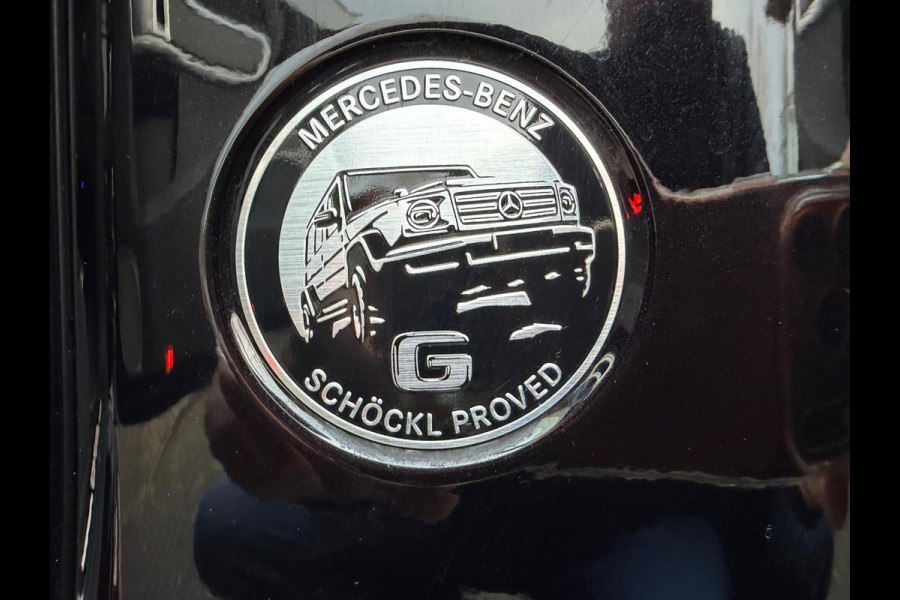 MERCEDES-BENZ
G
SCHÖCKL PROVED